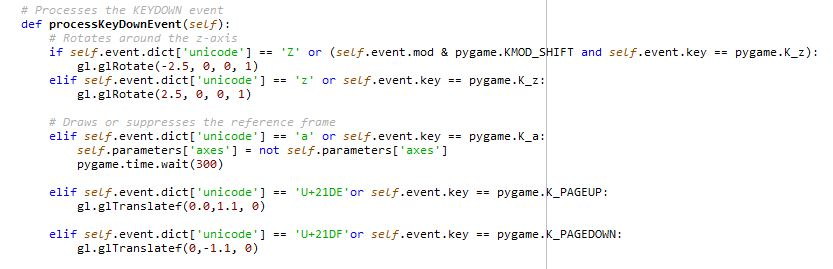 # Processes the KEYDOWN event
def processKeyDownEvent(self):
# Rotates around the z-axis
if self.event.dict['unicode'] == 'Z' or (self.event.mod & pygame.KMOD_SHIFT and self.event.key == pygame.K_z):
gl.glRotate(-2.5, 0, 0, 1)
elif self.event.dict['unicode'] == 'z' or self.event.key == pygame.K_z:
gl.glRotate(2.5, 0, 0, 1)
# Draws or suppresses the reference frame
elif self.event.dict['unicode'] == 'a' or self.event.key == pygame.K_a:
self.parameters['axes'] = not self.parameters['axes']
pygame.time.wait(300)
elif self.event.dict['unicode'] == 'U+21DE'or self.event.key == pygame.K_PAGEUP:
gl.glTranslatef(0.0,1.1, 0)
elif self.event.dict['unicode'] == 'U+21DF'or self.event.key == pygame.K_PAGEDOWN:
gl.glTranslatef(0,-1.1, 0)